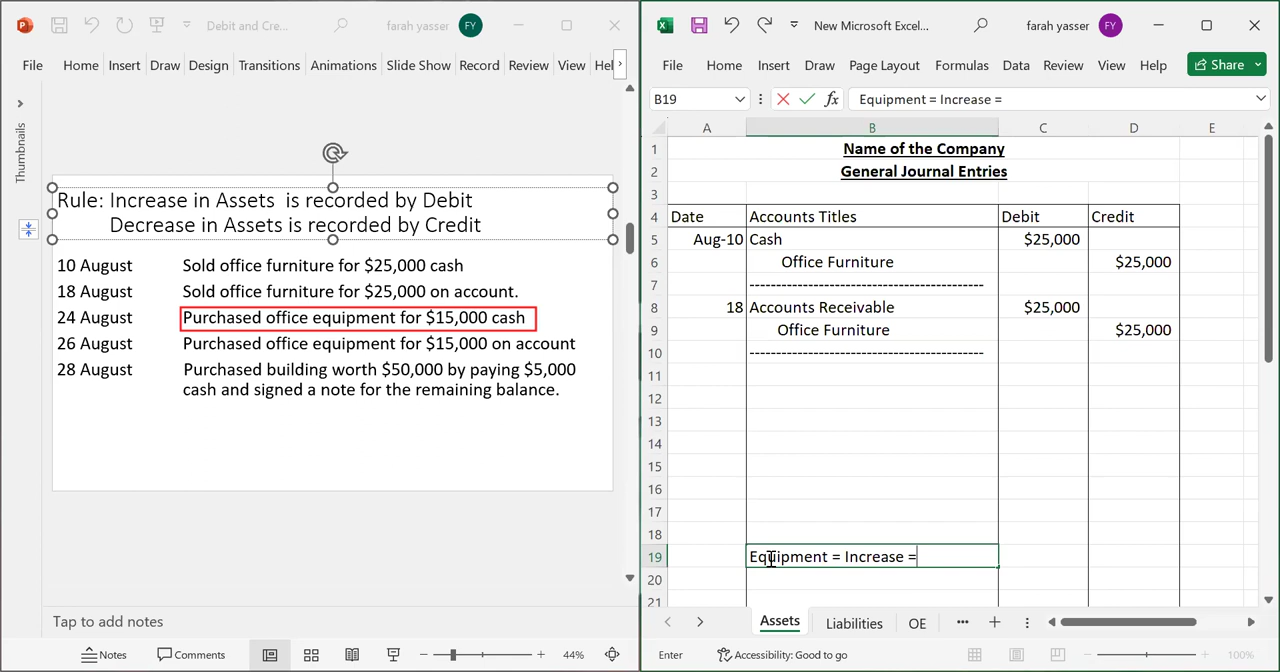 Debit and Cre...
farah yasser
FY
File Home Insert Draw Design Transitions Animations Slide Show Record Review View Hel
Thumbnails
Rule: Increase in Assets is recorded by Debit
Decrease in Assets is recorded by Credit
10 August Sold office furniture for $25,000 cash
18 August Sold office furniture for $25,000 on account.
24 August Purchased office equipment for $15,000 cash
26 August Purchased office equipment for $15,000 on account
28 August Purchased building worth $50,000 by paying $5,000
cash and signed a note for the remaining balance.
Tap to add notes
Notes Comments 44%
New Microsoft Excel... farah yasser FY
File Home Insert Draw Page Layout Formulas Data Review View Help Share
B19 fx Equipment = Increase =
A B C D E
1 Name of the Company
2 General Journal Entries
3
4 Date Accounts Titles Debit Credit
5 Aug-10 Cash $25,000
6 Office Furniture $25,000
7 -------------------------------------------
8 18 Accounts Receivable $25,000
9 Office Furniture $25,000
10 -------------------------------------------
11
12
13
14
15
16
17
18
19 Equipment = Increase =
20
21
Assets Liabilities OE ...
Enter Accessibility: Good to go 100%